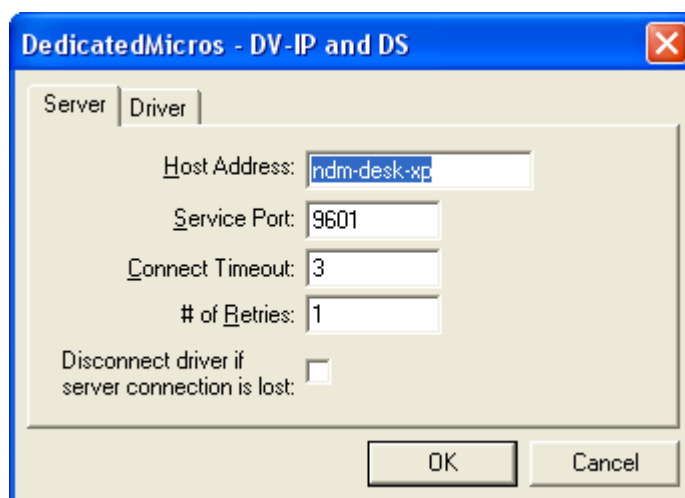 DedicatedMicros - DV-IP and DS
Server Driver
Host Address: ndm-desk-xp
Service Port: 9601
Connect Timeout: 3
# of Retries: 1
Disconnect driver if
server connection is lost:
OK Cancel